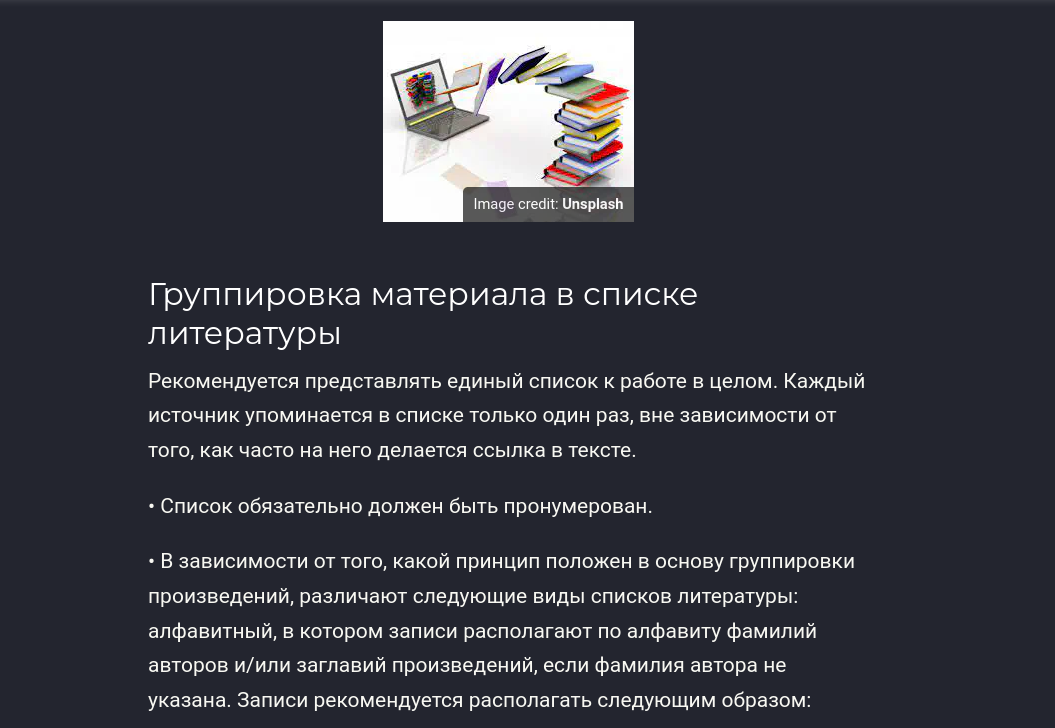 Image credit: Unsplash
Группировка материала в списке
литературы
Рекомендуется представлять единый список к работе в целом. Каждый
источник упоминается в списке только один раз, вне зависимости от
того, как часто на него делается ссылка в тексте.
• Список обязательно должен быть пронумерован.
• В зависимости от того, какой принцип положен в основу группировки
произведений, различают следующие виды списков литературы:
алфавитный, в котором записи располагают по алфавиту фамилий
авторов и/или заглавий произведений, если фамилия автора не
указана. Записи рекомендуется располагать следующим образом: